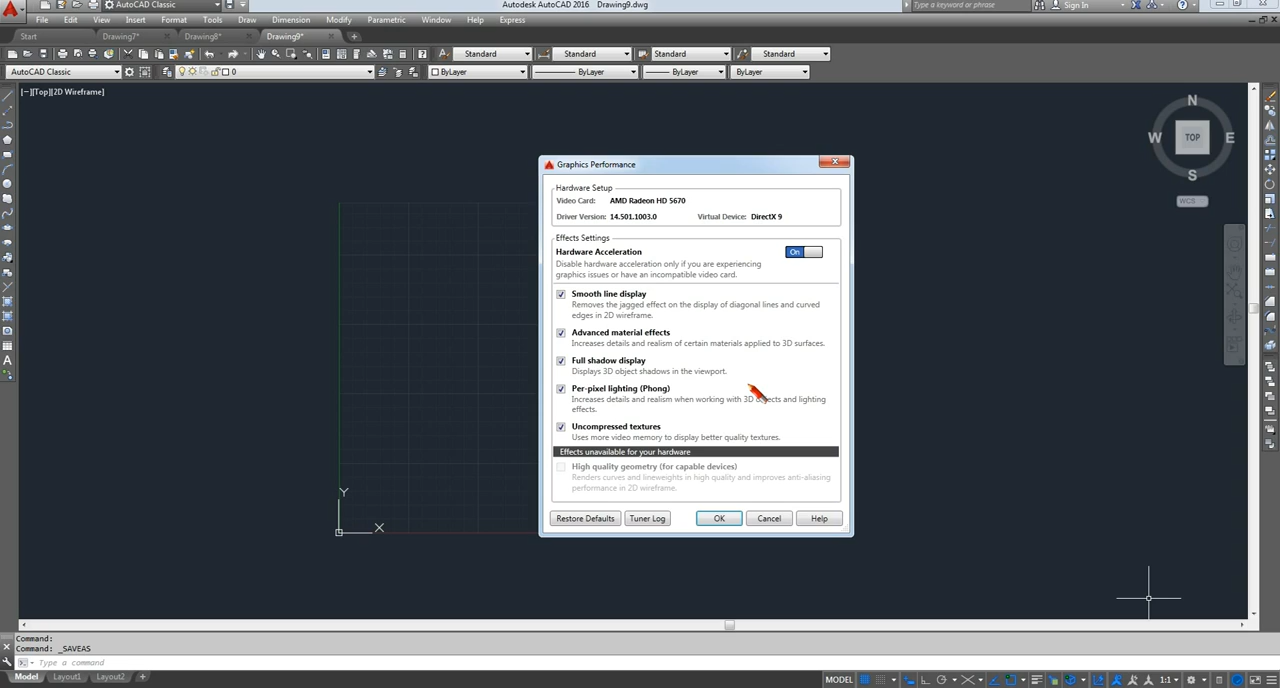 AutoCAD Classic
Autodesk AutoCAD 2016 Drawing9.dwg
Type a keyword or phrase
Sign In
File Edit View Insert Format Tools Draw Dimension Modify Parametric Window Help Express
Start Drawing7* Drawing8* Drawing9*
Standard Standard Standard Standard
AutoCAD Classic 0 ByLayer ByLayer ByLayer ByLayer
[−][Top][2D Wireframe]
N
W TOP E
S
WCS
Graphics Performance
Hardware Setup
Video Card: AMD Radeon HD 5670
Driver Version: 14.501.1003.0 Virtual Device: DirectX 9
Effects Settings
Hardware Acceleration On
Disable hardware acceleration only if you are experiencing
graphics issues or have an incompatible video card.
Smooth line display
Removes the jagged effect on the display of diagonal lines and curved
edges in 2D wireframe.
Advanced material effects
Increases details and realism of certain materials applied to 3D surfaces.
Full shadow display
Displays 3D object shadows in the viewport.
Per-pixel lighting (Phong)
Increases details and realism when working with 3D objects and lighting
effects.
Uncompressed textures
Uses more video memory to display better quality textures.
Effects unavailable for your hardware
High quality geometry (for capable devices)
Renders curves and lineweights in high quality and improves anti-aliasing
performance in 2D wireframe.
Restore Defaults Tuner Log OK Cancel Help
Y
X
Command:
Command: _SAVEAS
Type a command
Model Layout1 Layout2 +
MODEL 1:1